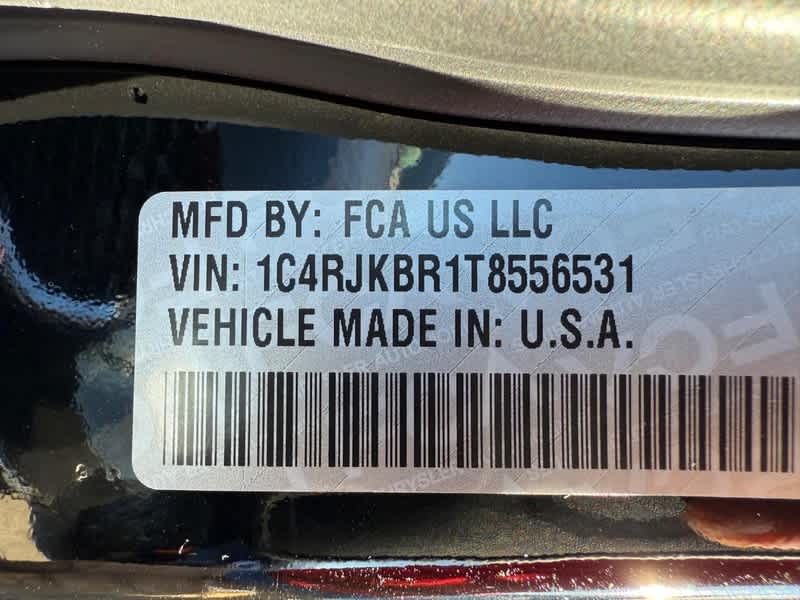 MFD BY: FCA US LLC
VIN: 1C4RJKBR1T8556531
VEHICLE MADE IN: U.S.A.